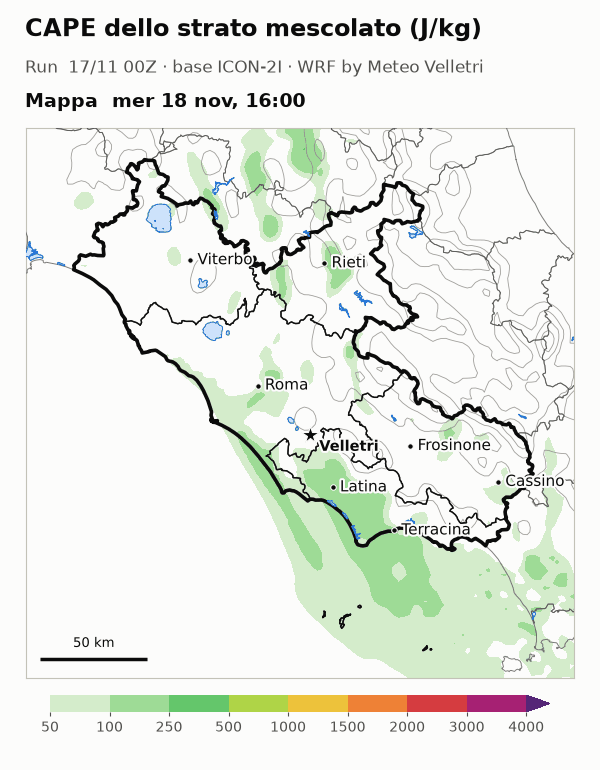 CAPE dello strato mescolato (J/kg)
Run  17/11 00Z · base ICON-2I · WRF by Meteo Velletri
Mappa  mer 18 nov, 16:00
Viterbo
Rieti
Roma
Velletri
Frosinone
Latina
Cassino
Terracina
50 km
50 100 250 500 1000 1500 2000 3000 4000